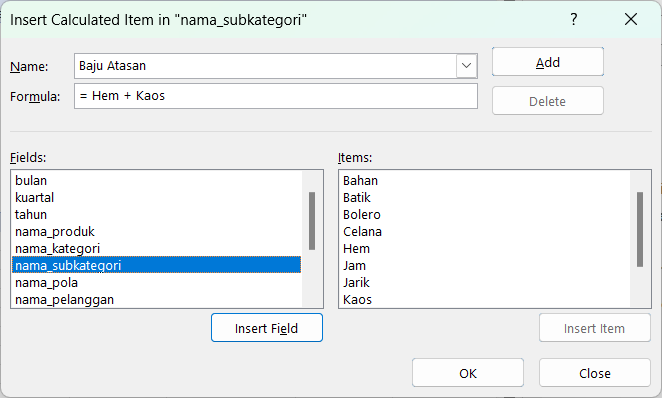 Insert Calculated Item in "nama_subkategori"
?
Name:
Baju Atasan
Add
Formula:
= Hem + Kaos
Delete
Fields:
bulan
kuartal
tahun
nama_produk
nama_kategori
nama_subkategori
nama_pola
nama_pelanggan
Insert Field
Items:
Bahan
Batik
Bolero
Celana
Hem
Jam
Jarik
Kaos
Insert Item
OK
Close